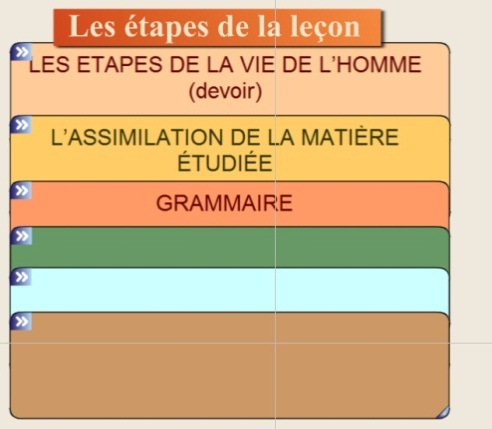 Les étapes de la leçon
LES ETAPES DE LA VIE DE L'HOMME
(devoir)
L'ASSIMILATION DE LA MATIÈRE
ÉTUDIÉE
GRAMMAIRE